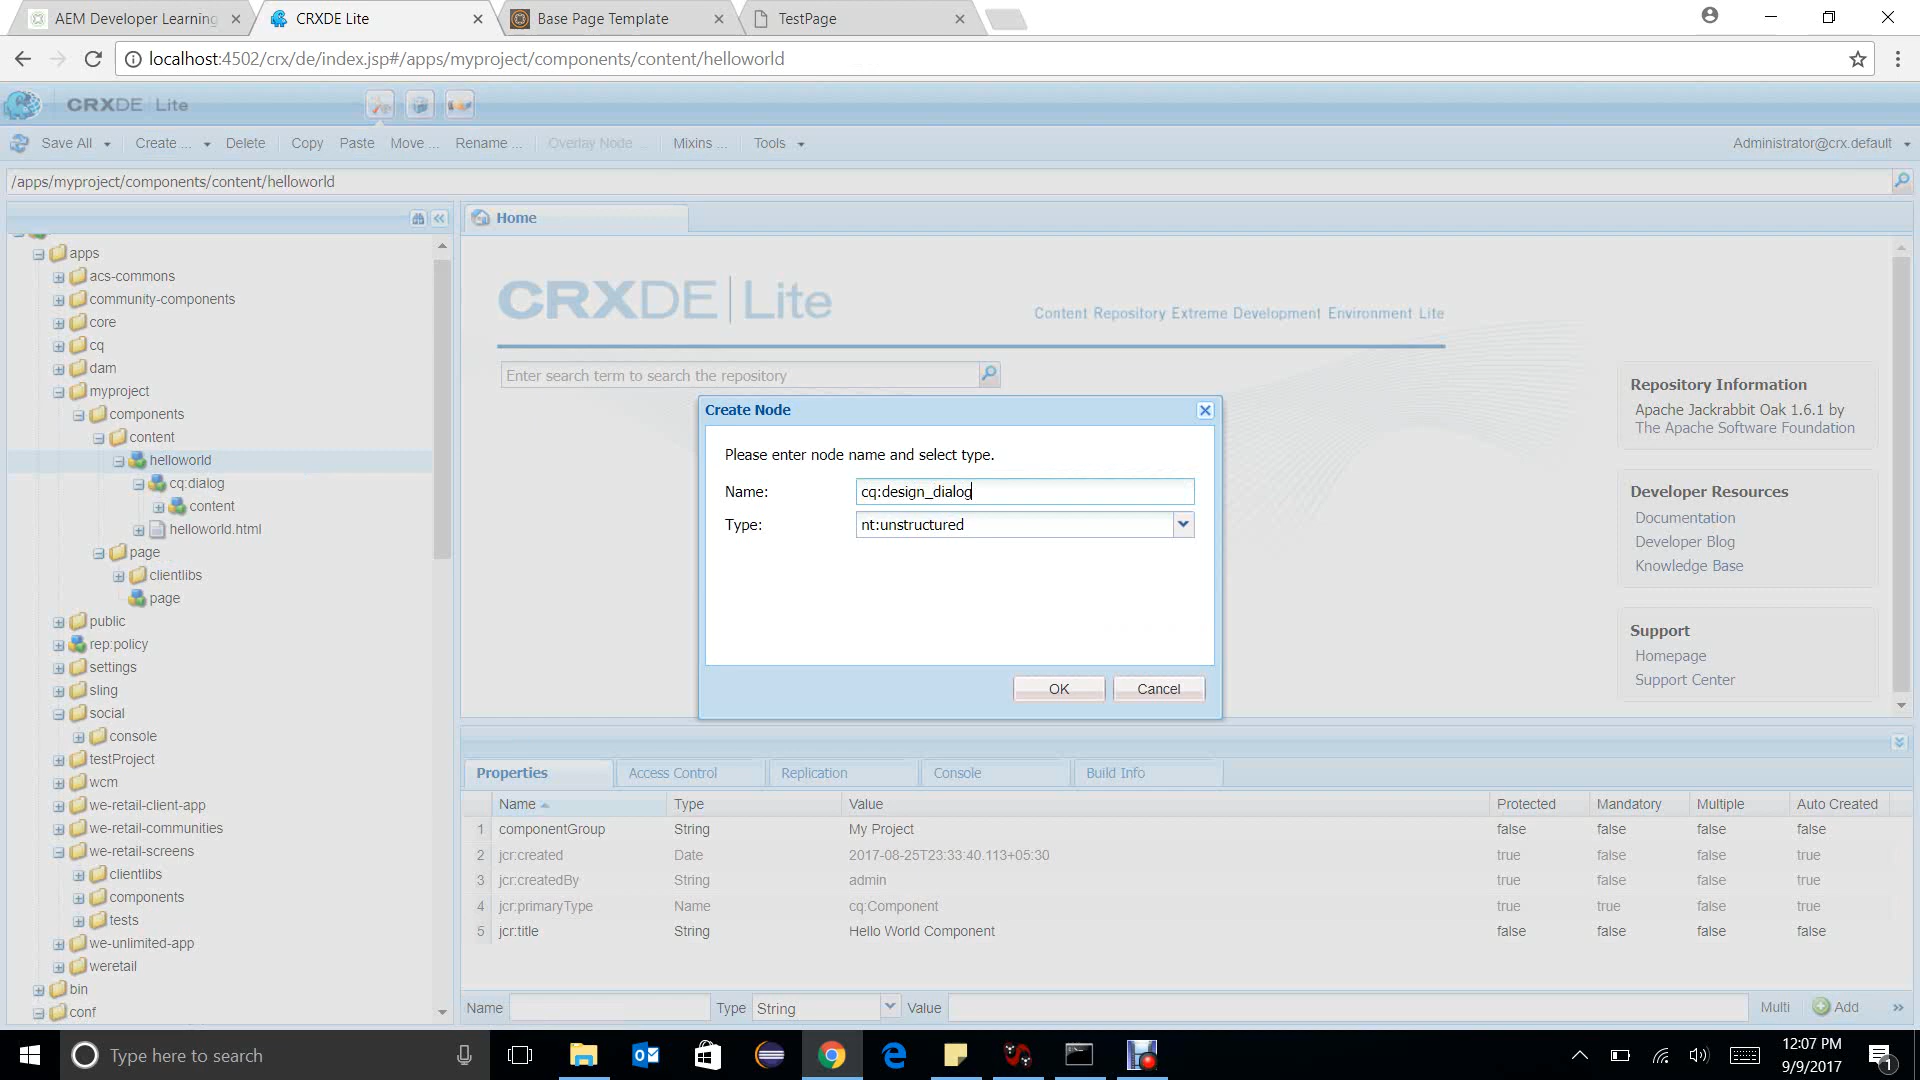 AEM Developer Learning
CRXDE Lite
Base Page Template
TestPage
localhost:4502/crx/de/index.jsp#/apps/myproject/components/content/helloworld
CRXDE | Lite
Save All
Create ...
Delete
Copy
Paste
Move ...
Rename ...
Overlay Node ...
Mixins ...
Tools
Administrator@crx.default
/apps/myproject/components/content/helloworld
Home
apps
acs-commons
community-components
core
cq
dam
myproject
components
content
helloworld
cq:dialog
content
helloworld.html
page
clientlibs
page
public
rep:policy
settings
sling
social
console
testProject
wcm
we-retail-client-app
we-retail-communities
we-retail-screens
clientlibs
components
tests
we-unlimited-app
weretail
bin
conf
CRXDE | Lite
Content Repository Extreme Development Environment Lite
Enter search term to search the repository
Repository Information
Apache Jackrabbit Oak 1.6.1 by
The Apache Software Foundation
Developer Resources
Documentation
Developer Blog
Knowledge Base
Support
Homepage
Support Center
Create Node
Please enter node name and select type.
Name: cq:design_dialog
Type: nt:unstructured
OK Cancel
Properties Access Control Replication Console Build Info
Name Type Value Protected Mandatory Multiple Auto Created
1 componentGroup String My Project false false false false
2 jcr:created Date 2017-08-25T23:33:40.113+05:30 true false false true
3 jcr:createdBy String admin true false false true
4 jcr:primaryType Name cq:Component true true false true
5 jcr:title String Hello World Component false false false false
Name Type String Value Multi Add
Type here to search
12:07 PM
9/9/2017
1